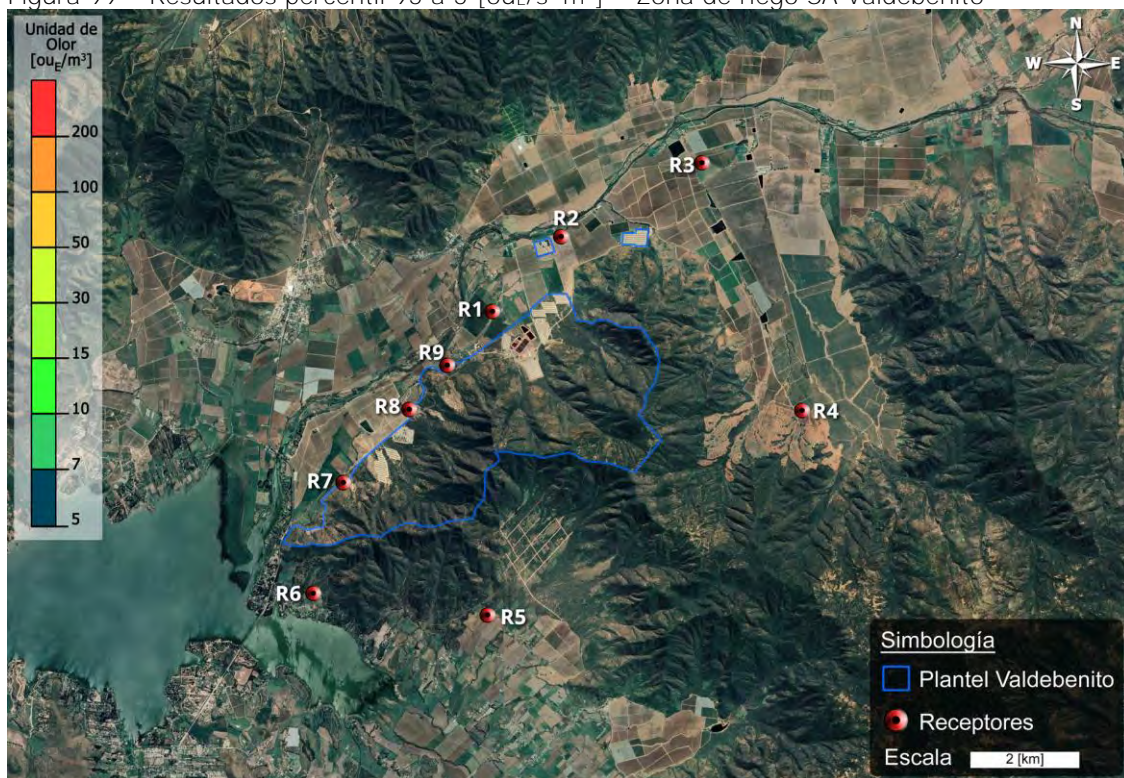 Unidad de
Olor
[ouE/m³]
200
100
50
30
15
10
7
5
N
W E
S
R3
R2
R1
R9
R8
R4
R7
R6
R5
Simbología
Plantel Valdebenito
Receptores
Escala 2 [km]